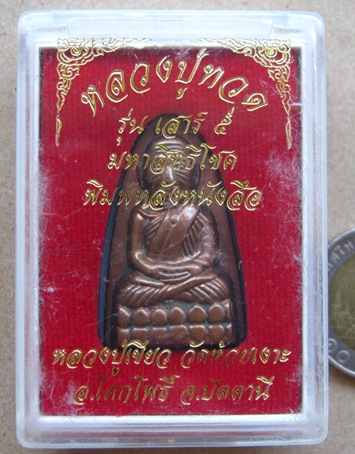 หลวงปู่ทวด
รุ่น เสาร์ ๕
มหาสิทธิโชค
พิมพ์หลังหนังสือ
หลวงปู่เขียว วัดห้วยเงาะ
อ.โคกโพธิ์ จ.ปัตตานี